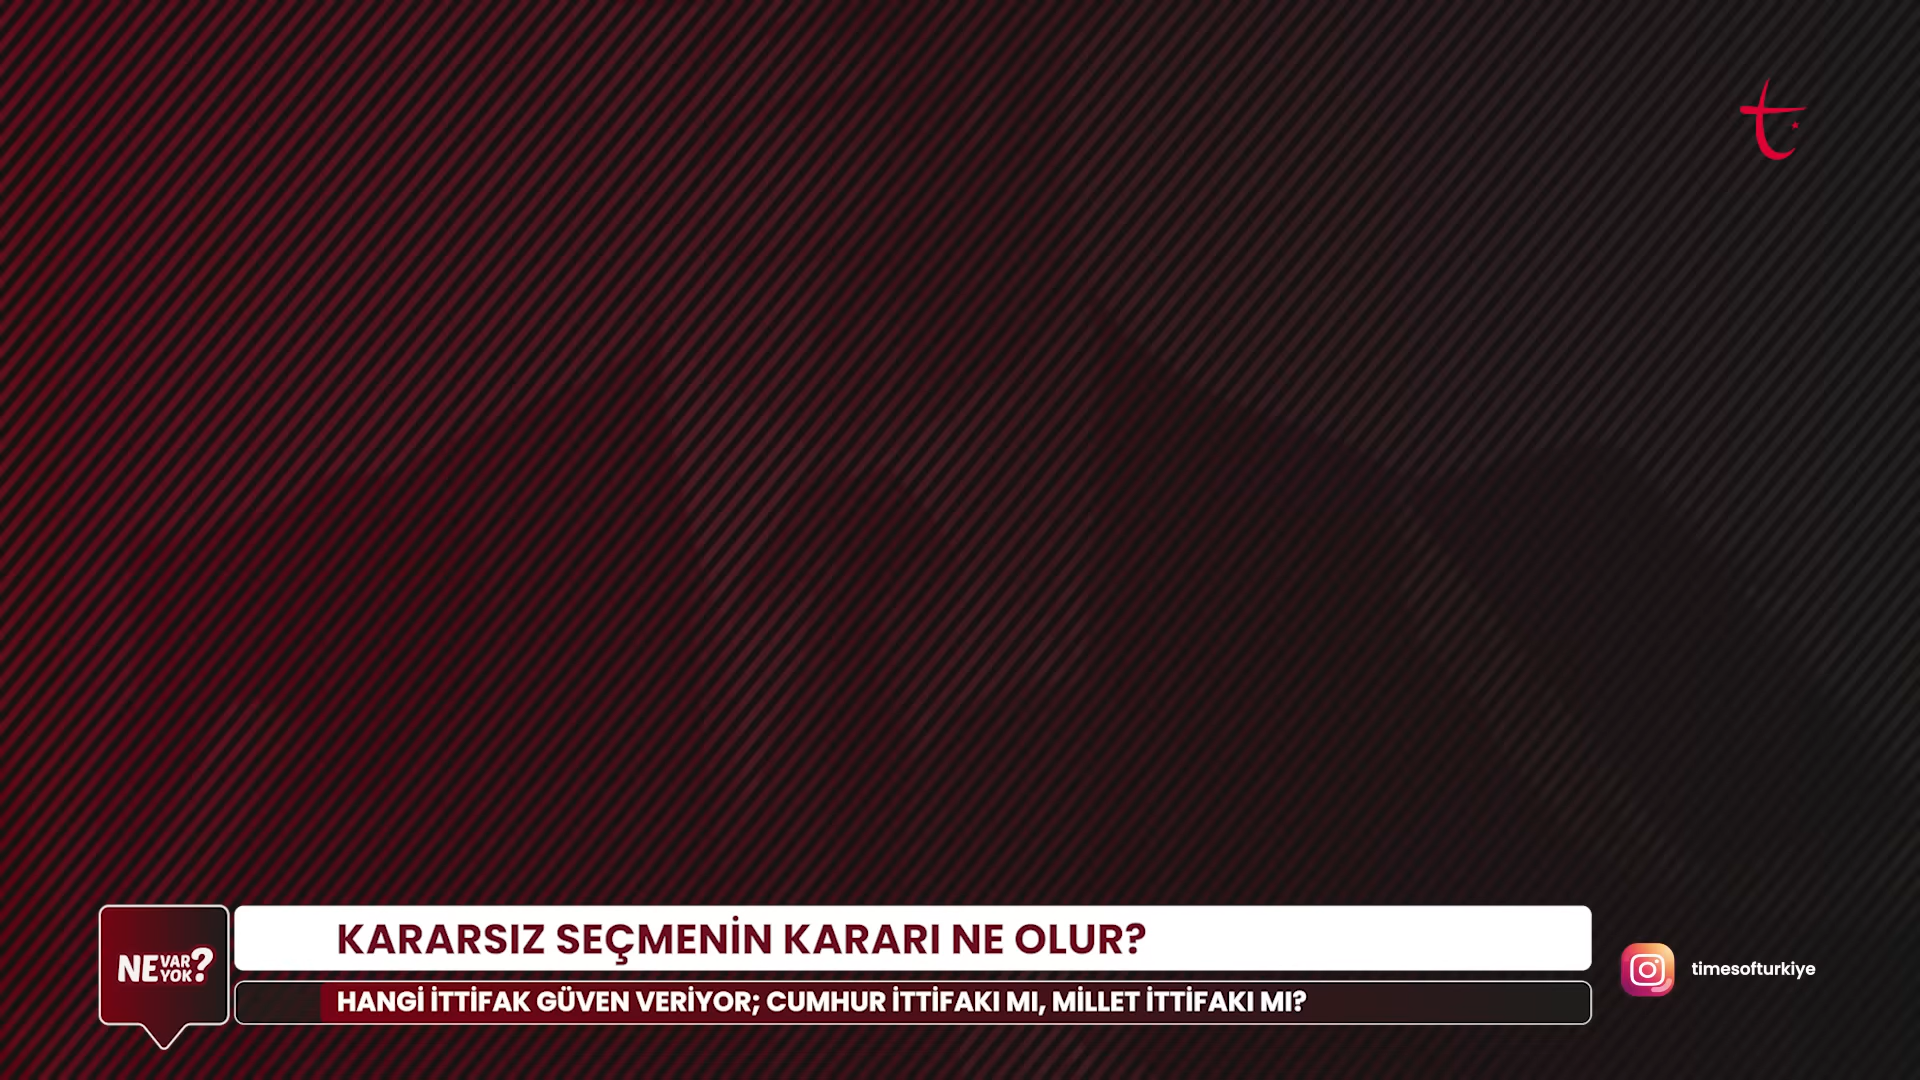 KARARSIZ SEÇMENİN KARARI NE OLUR?
NE VAR YOK?
HANGİ İTTİFAK GÜVEN VERİYOR; CUMHUR İTTİFAKI MI, MİLLET İTTİFAKI MI?
timesofturkiye